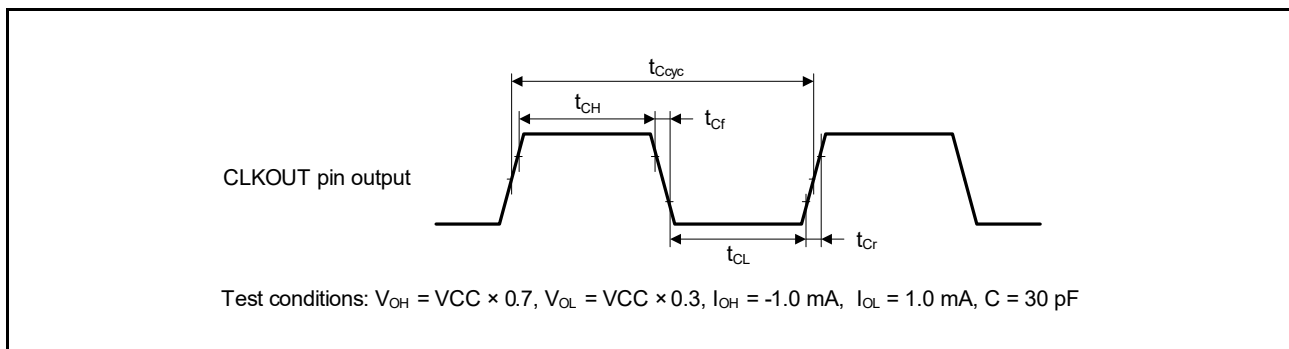 tCcyc
tCH
tCf
CLKOUT pin output
tCL
tCr
Test conditions: VOH = VCC × 0.7, VOL = VCC × 0.3, IOH = -1.0 mA, IOL = 1.0 mA, C = 30 pF